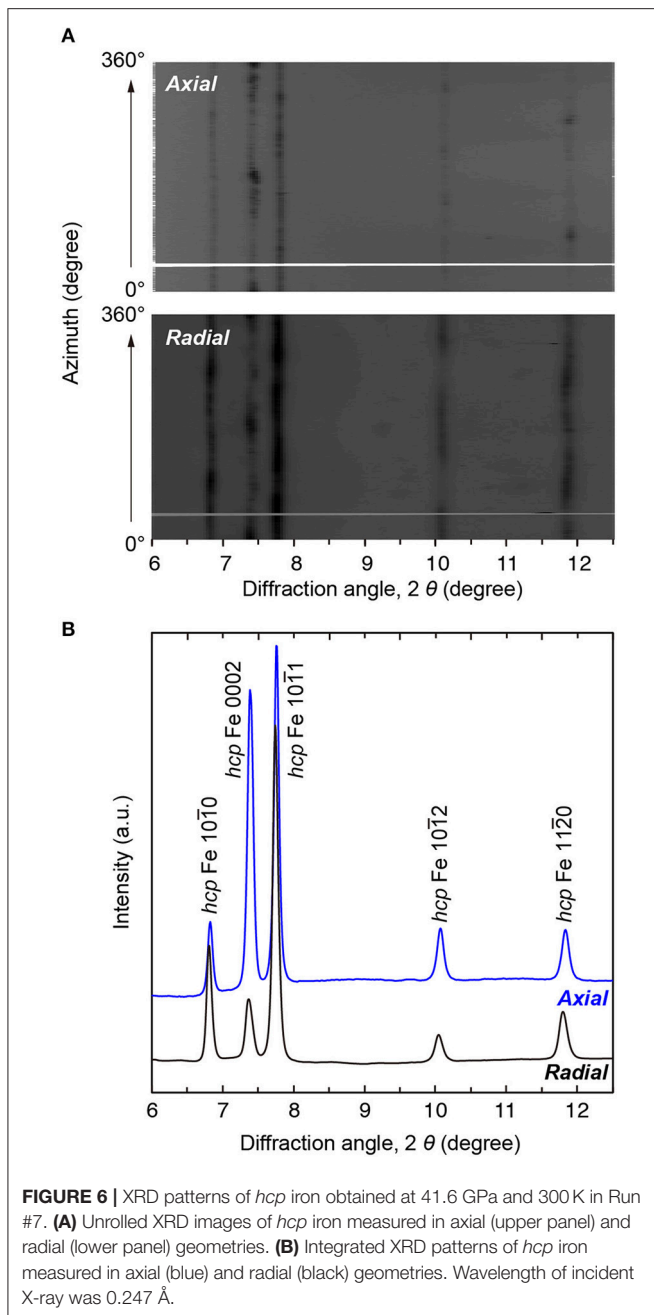 A
360°
Axial
0°
360°
Radial
0°
Azimuth (degree)
6 7 8 9 10 11 12
Diffraction angle, 2 θ (degree)
B
hcp Fe 101̅0
hcp Fe 0002
hcp Fe 101̅1
hcp Fe 101̅2
hcp Fe 112̅0
Axial
Radial
Intensity (a.u.)
6 7 8 9 10 11 12
Diffraction angle, 2 θ (degree)
FIGURE 6 | XRD patterns of hcp iron obtained at 41.6 GPa and 300 K in Run
#7. (A) Unrolled XRD images of hcp iron measured in axial (upper panel) and
radial (lower panel) geometries. (B) Integrated XRD patterns of hcp iron
measured in axial (blue) and radial (black) geometries. Wavelength of incident
X-ray was 0.247 Å.